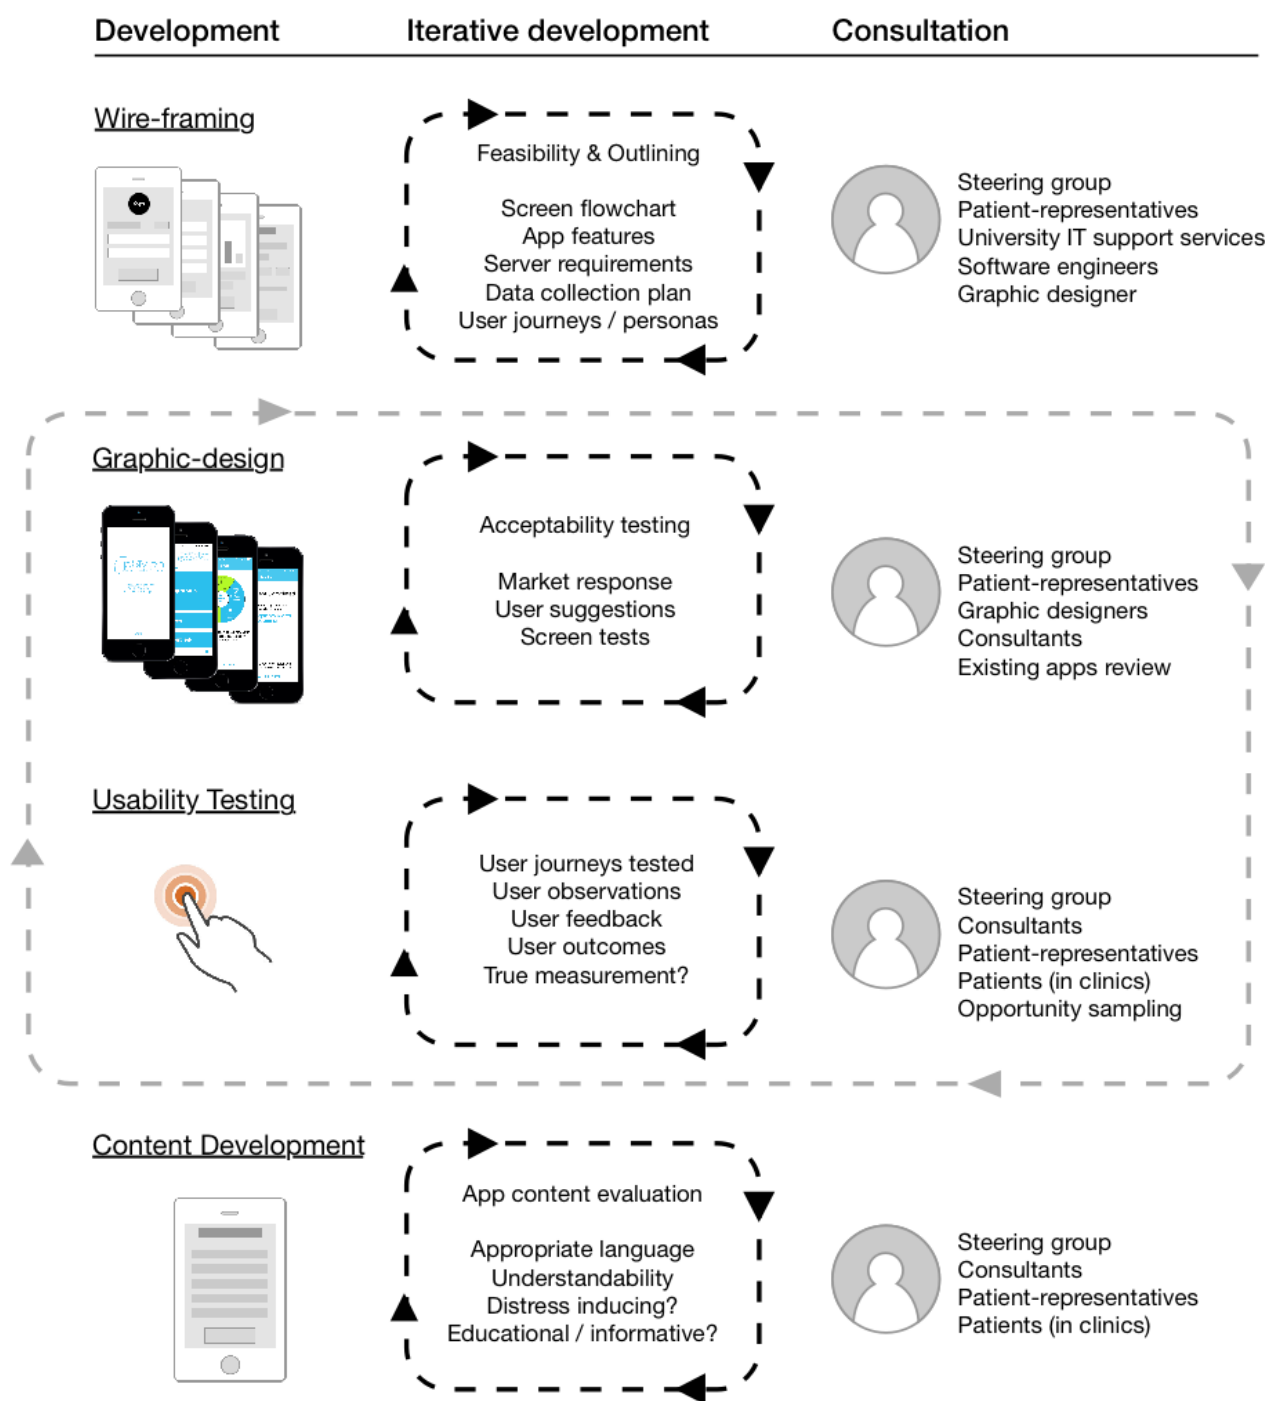 Development
Iterative development
Consultation
Wire-framing
Feasibility & Outlining
Screen flowchart
App features
Server requirements
Data collection plan
User journeys / personas
Steering group
Patient-representatives
University IT support services
Software engineers
Graphic designer
Graphic-design
Acceptability testing
Market response
User suggestions
Screen tests
Steering group
Patient-representatives
Graphic designers
Consultants
Existing apps review
Usability Testing
User journeys tested
User observations
User feedback
User outcomes
True measurement?
Steering group
Consultants
Patient-representatives
Patients (in clinics)
Opportunity sampling
Content Development
App content evaluation
Appropriate language
Understandability
Distress inducing?
Educational / informative?
Steering group
Consultants
Patient-representatives
Patients (in clinics)